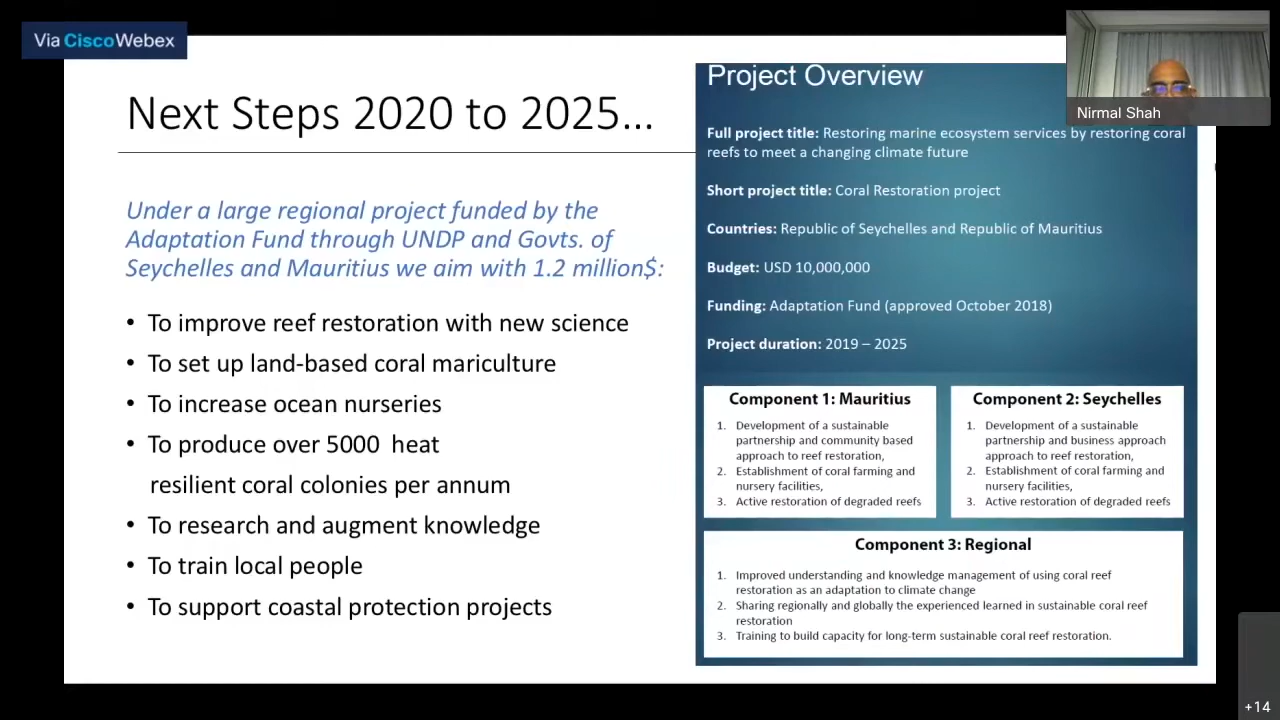 Via CiscoWebex
Next Steps 2020 to 2025...
Under a large regional project funded by the
Adaptation Fund through UNDP and Govts. of
Seychelles and Mauritius we aim with 1.2 million$:
• To improve reef restoration with new science
• To set up land-based coral mariculture
• To increase ocean nurseries
• To produce over 5000 heat
resilient coral colonies per annum
• To research and augment knowledge
• To train local people
• To support coastal protection projects
Project Overview
Full project title: Restoring marine ecosystem services by restoring coral
reefs to meet a changing climate future
Short project title: Coral Restoration project
Countries: Republic of Seychelles and Republic of Mauritius
Budget: USD 10,000,000
Funding: Adaptation Fund (approved October 2018)
Project duration: 2019 – 2025
Component 1: Mauritius
1. Development of a sustainable
partnership and community based
approach to reef restoration,
2. Establishment of coral farming and
nursery facilities,
3. Active restoration of degraded reefs
Component 2: Seychelles
1. Development of a sustainable
partnership and business approach
approach to reef restoration,
2. Establishment of coral farming and
nursery facilities,
3. Active restoration of degraded reefs
Component 3: Regional
1. Improved understanding and knowledge management of using coral reef
restoration as an adaptation to climate change
2. Sharing regionally and globally the experienced learned in sustainable coral reef
restoration
3. Training to build capacity for long-term sustainable coral reef restoration.
Nirmal Shah
+14